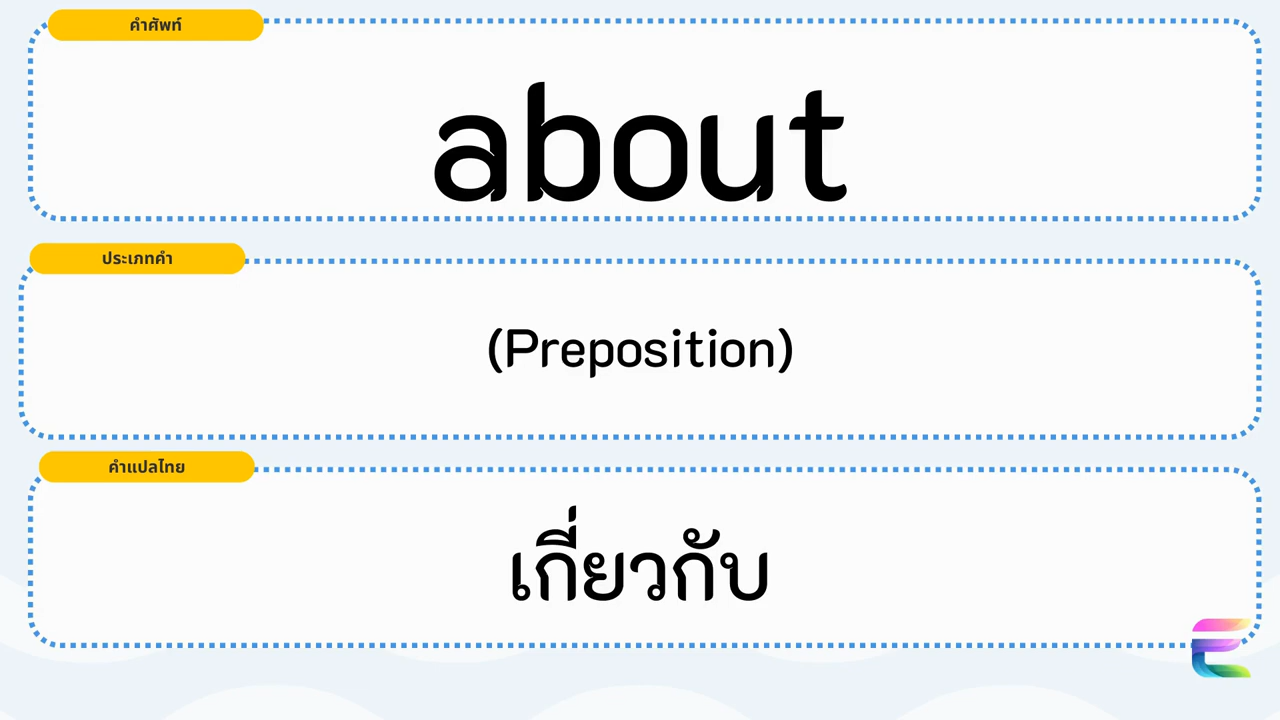 คำศัพท์
about
ประเภทคำ
(Preposition)
คำแปลไทย
เกี่ยวกับ